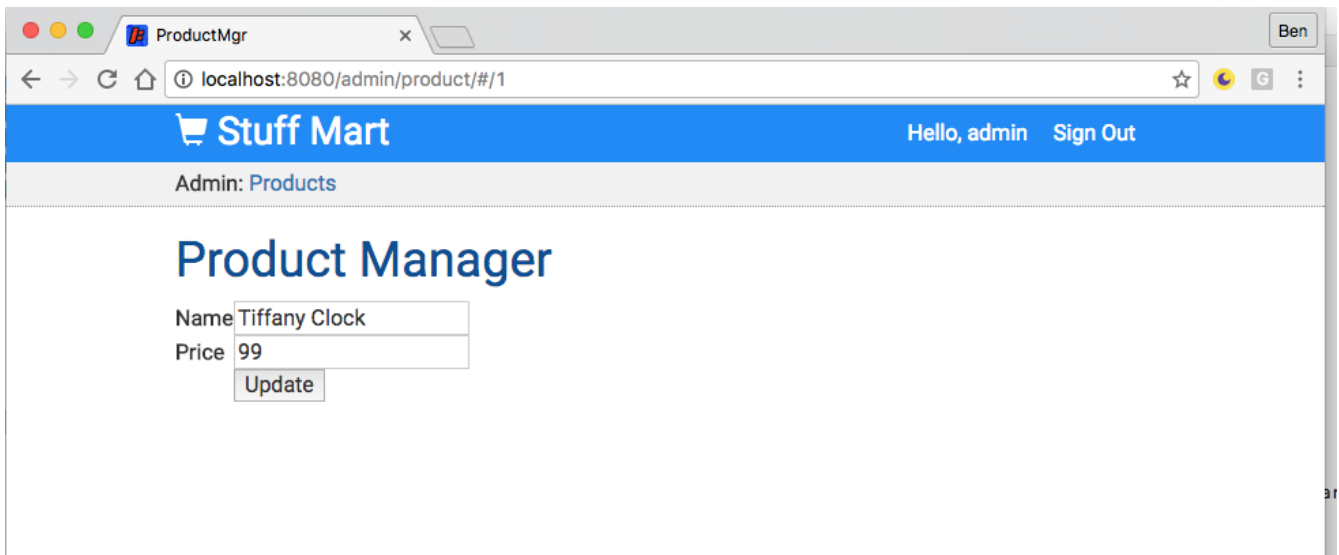 ProductMgr
Ben
localhost:8080/admin/product/#/1
G
Stuff Mart Hello, admin Sign Out
Admin: Products
Product Manager
Name Tiffany Clock
Price 99
Update